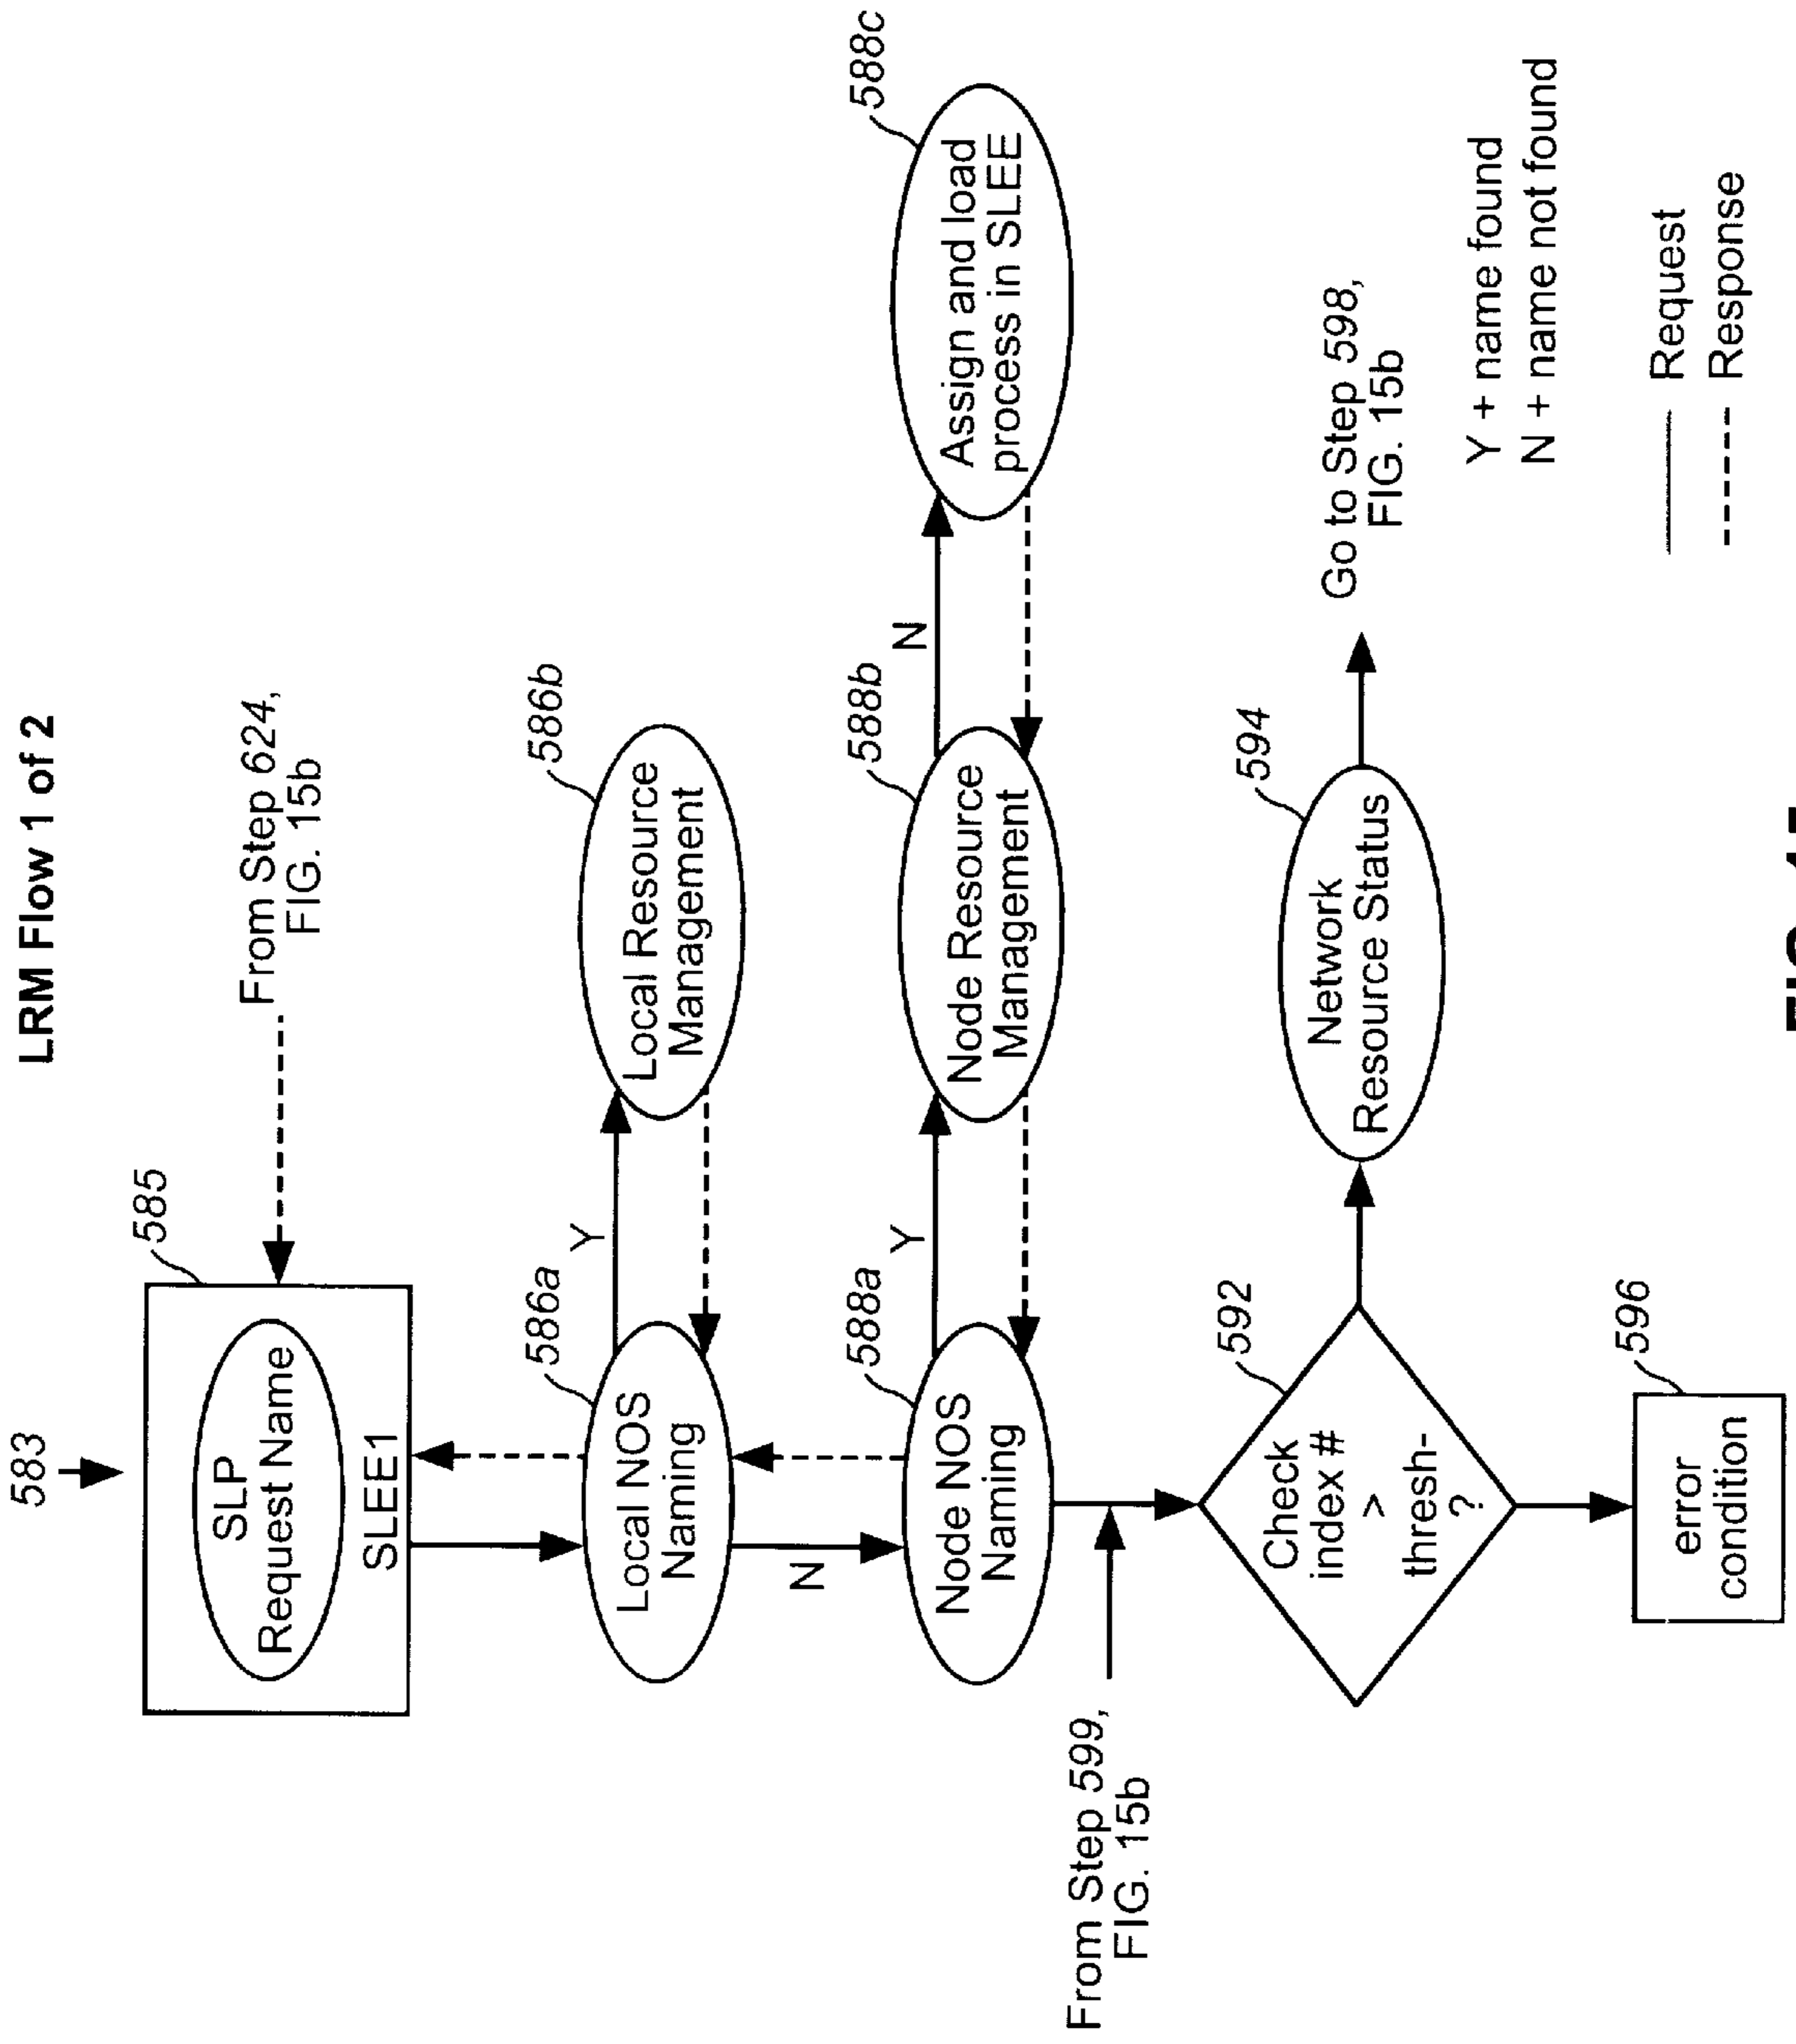 LRM Flow 1 of 2
583
585
SLP
Request Name
SLEE1
From Step 624,
FIG. 15b
586a
Local NOS
Naming
Y
586b
Local Resource
Management
N
588a
Node NOS
Naming
Y
588b
Node Resource
Management
N
588c
Assign and load
process in SLEE
From Step 599,
FIG. 15b
592
Check
index #
>
thresh-
?
594
Network
Resource Status
Go to Step 598,
FIG. 15b
596
error
condition
Y + name found
N + name not found
Request
Response